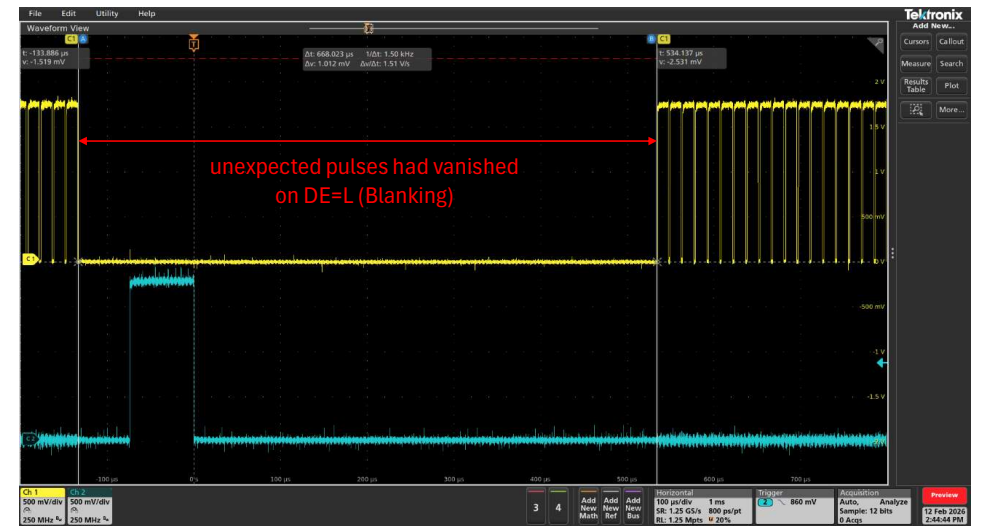 File Edit Utility Help
Tektronix
Waveform View
Add New...
C1 A
T
B C1
t: -133.886 µs
v: -1.519 mV
Δt: 668.023 µs 1/Δt: 1.50 kHz
Δv: 1.012 mV Δv/Δt: 1.51 V/s
t: 534.137 µs
v: -2.531 mV
Cursors Callout
Measure Search
Results Table Plot
More...
2 V
1.5 V
1 V
500 mV
0 V
-500 mV
-1 V
-1.5 V
unexpected pulses had vanished
on DE=L (Blanking)
C1
C2
-100 µs 0 s 100 µs 200 µs 300 µs 400 µs 500 µs 600 µs 700 µs
Ch 1
500 mV/div
250 MHz
Ch 2
500 mV/div
250 MHz
3 4
Add New Math
Add New Ref
Add New Bus
Horizontal
100 µs/div 1 ms
SR: 1.25 GS/s 800 ps/pt
RL: 1.25 Mpts 20%
Trigger
2 860 mV
Acquisition
Auto, Analyze
Sample: 12 bits
0 Acqs
Preview
12 Feb 2026
2:44:44 PM